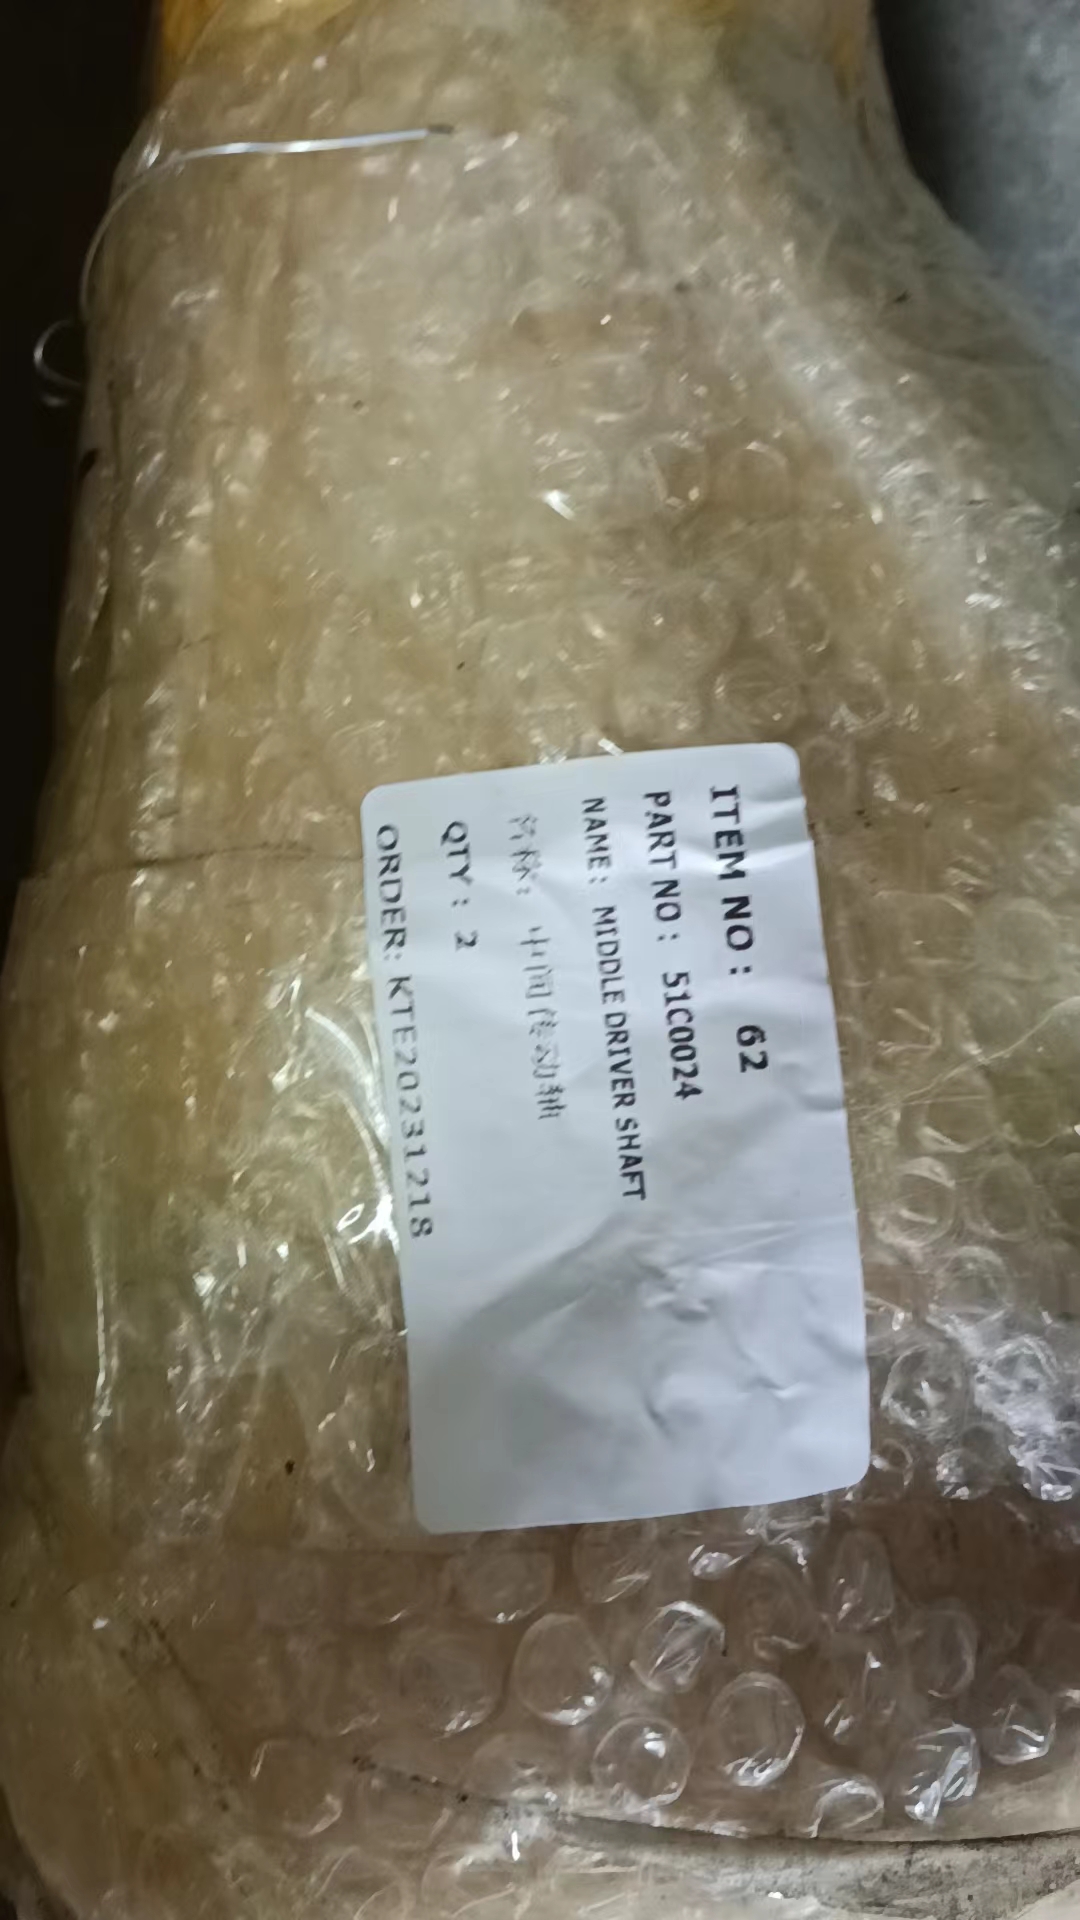 ITEM NO: 62
PART NO: 51C0024
NAME: MIDDLE DRIVER SHAFT
名称: 中间传动轴
QTY: 2
ORDER: KTE20231218